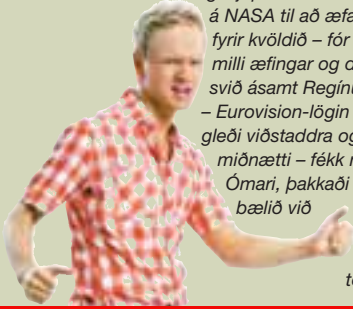 á NASA til að æfa
fyrir kvöldið – fór
milli æfingar og
svið ásamt Regínu
– Eurovision-lögin
gleði viðstaddra og
miðnætti – fékk
Ómari, þakkaði
bælið við